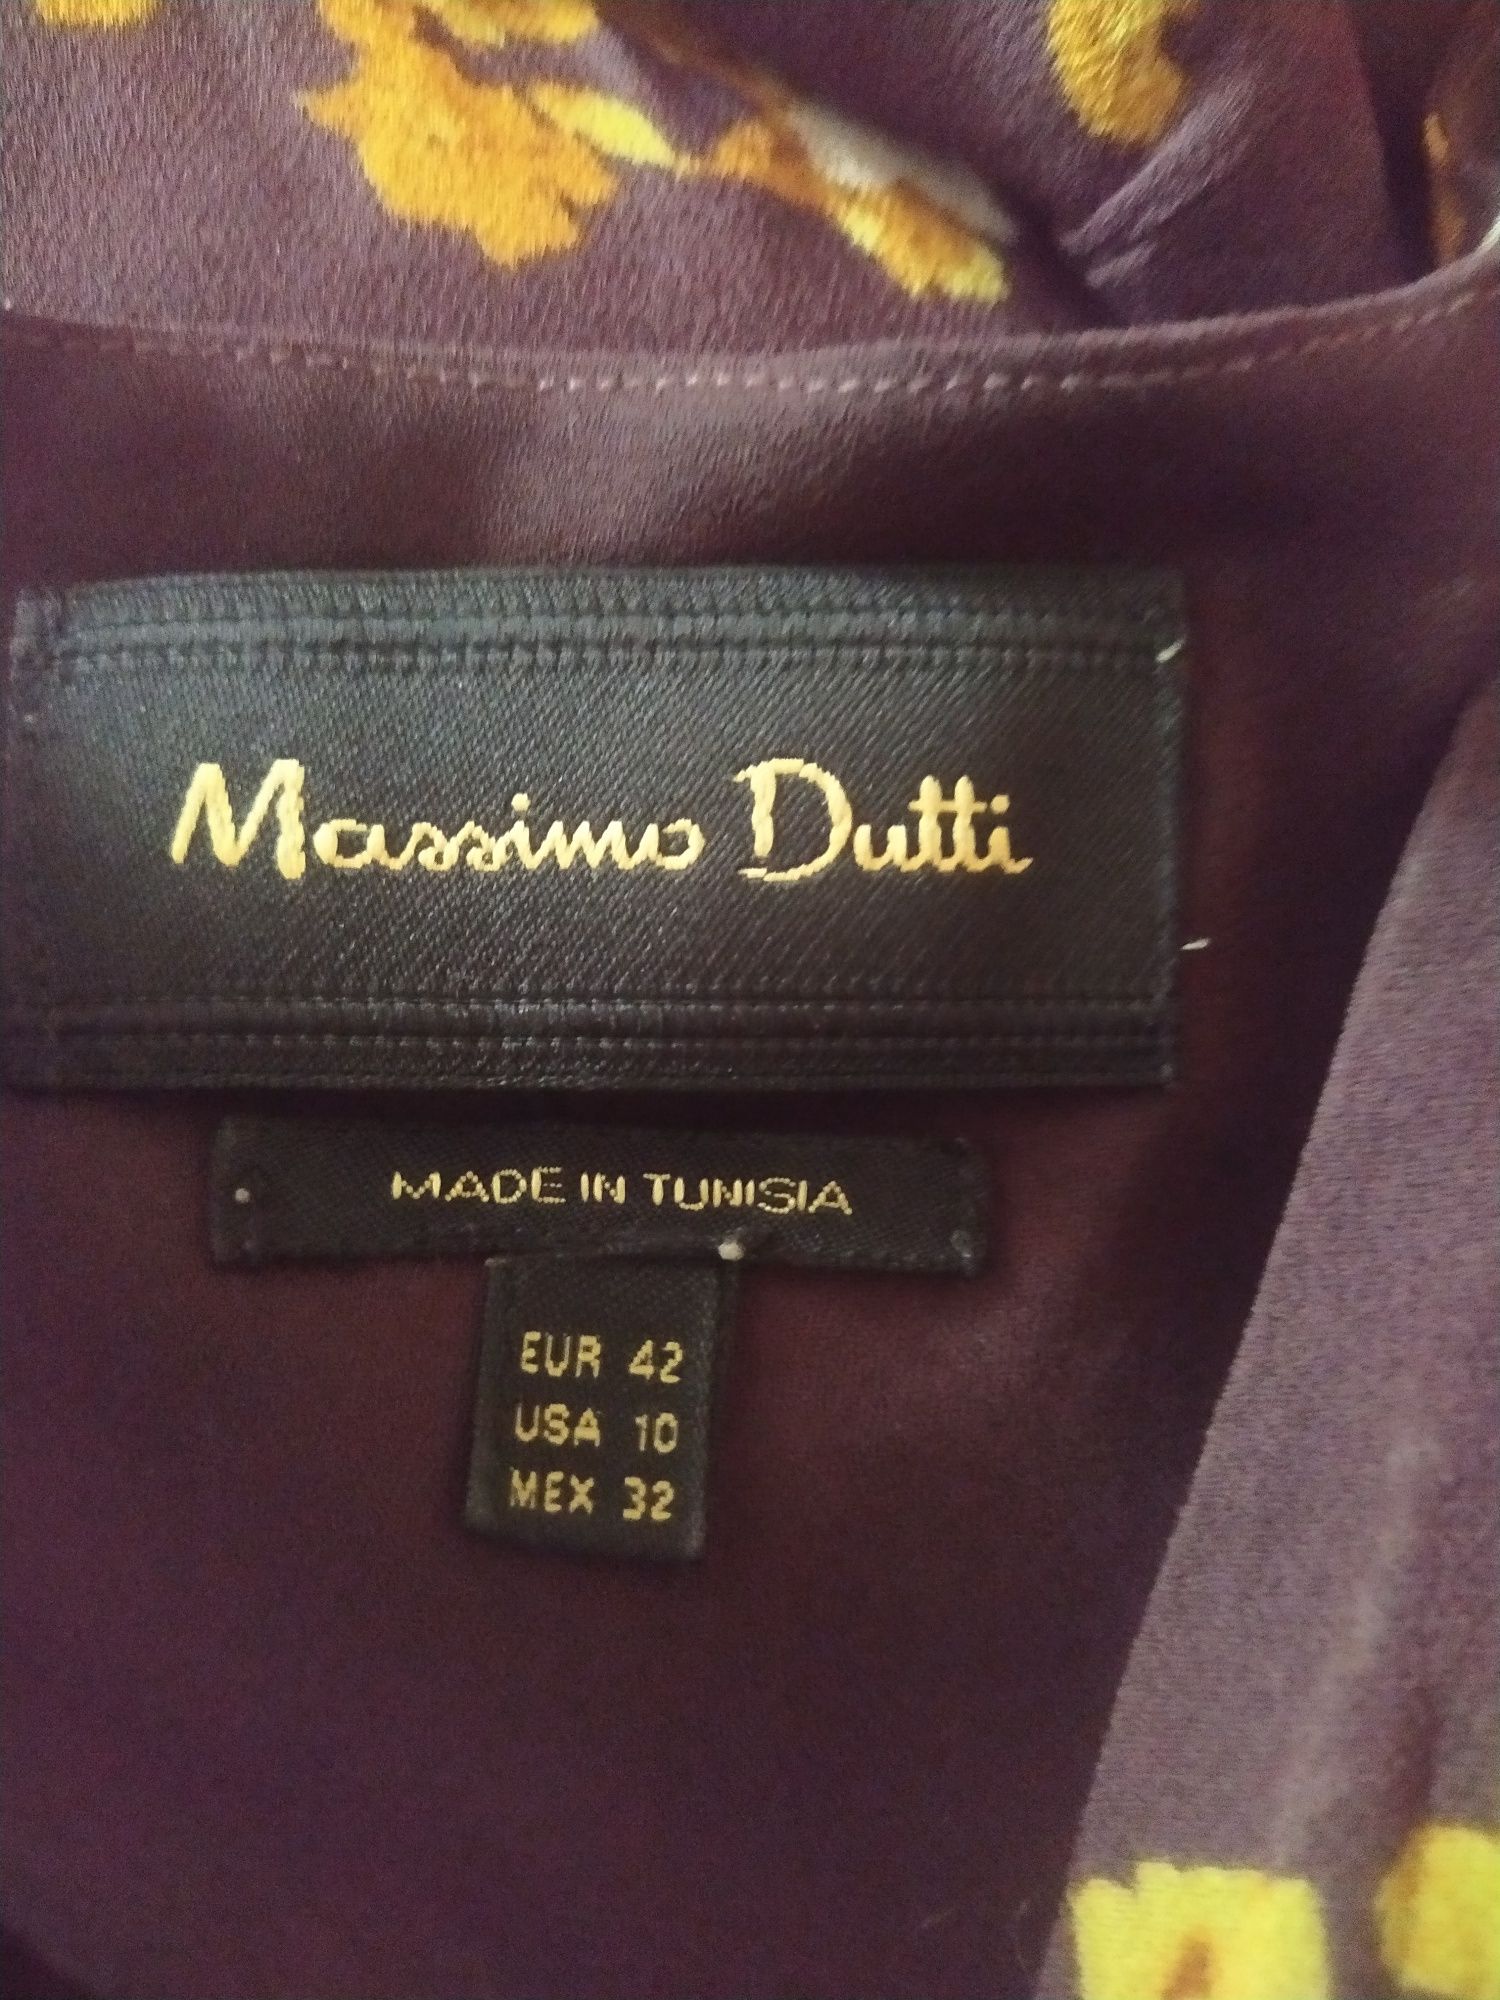 Massimo Dutti
MADE IN TUNISIA
EUR 42
USA 10
MEX 32